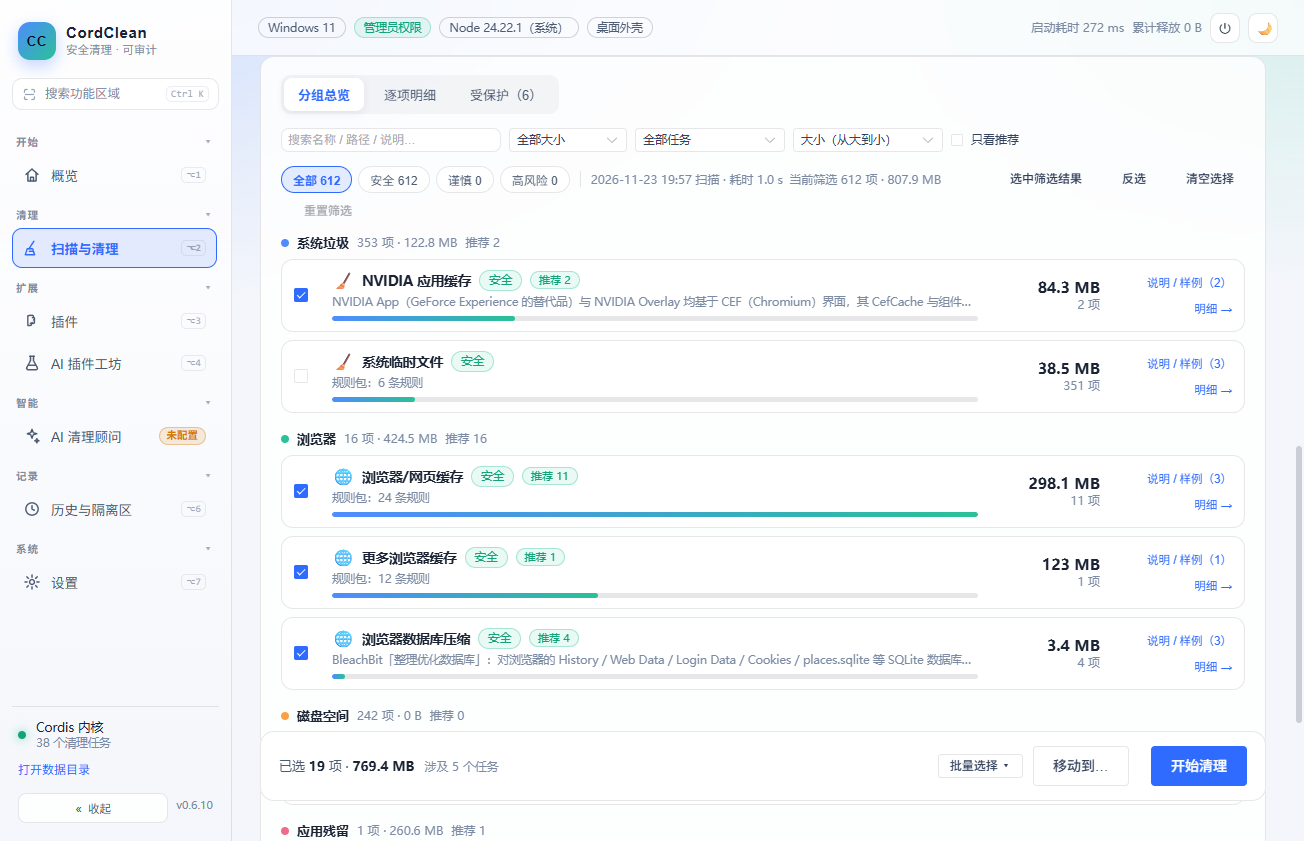 CC
CordClean
安全清理 · 可审计
搜索功能区域 Ctrl K
开始
概览 ⌥1
清理
扫描与清理 ⌥2
扩展
插件 ⌥3
AI 插件工坊 ⌥4
智能
AI 清理顾问 未配置
记录
历史与隔离区 ⌥6
系统
设置 ⌥7
Cordis 内核
38 个清理任务
打开数据目录
« 收起 v0.6.10
Windows 11 管理员权限 Node 24.22.1（系统） 桌面外壳 启动耗时 272 ms 累计释放 0 B
分组总览 逐项明细 受保护（6）
搜索名称 / 路径 / 说明... 全部大小 全部任务 大小（从大到小） 只看推荐
全部 612 安全 612 谨慎 0 高风险 0 2026-11-23 19:57 扫描 · 耗时 1.0 s 当前筛选 612 项 · 807.9 MB 选中筛选结果 反选 清空选择
重置筛选
系统垃圾 353 项 · 122.8 MB 推荐 2
NVIDIA 应用缓存 安全 推荐 2 84.3 MB 说明 / 样例（2）
NVIDIA App（GeForce Experience 的替代品）与 NVIDIA Overlay 均基于 CEF（Chromium）界面，其 CefCache 与组件... 2 项 明细 →
系统临时文件 安全 38.5 MB 说明 / 样例（3）
规则包：6 条规则 351 项 明细 →
浏览器 16 项 · 424.5 MB 推荐 16
浏览器/网页缓存 安全 推荐 11 298.1 MB 说明 / 样例（3）
规则包：24 条规则 11 项 明细 →
更多浏览器缓存 安全 推荐 1 123 MB 说明 / 样例（1）
规则包：12 条规则 1 项 明细 →
浏览器数据库压缩 安全 推荐 4 3.4 MB 说明 / 样例（3）
BleachBit「整理优化数据库」：对浏览器的 History / Web Data / Login Data / Cookies / places.sqlite 等 SQLite 数据库... 4 项 明细 →
磁盘空间 242 项 · 0 B 推荐 0
已选 19 项 · 769.4 MB 涉及 5 个任务 批量选择 移动到... 开始清理
应用残留 1 项 · 260.6 MB 推荐 1